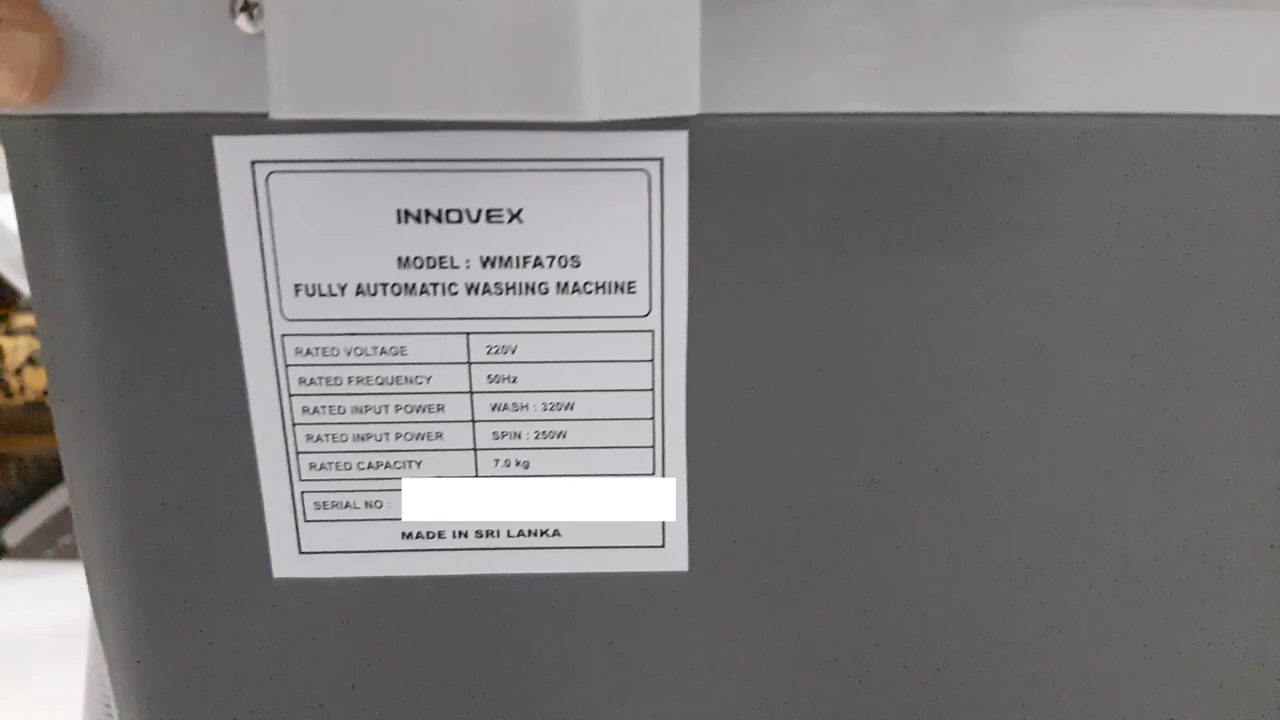 INNOVEX
MODEL : WMIFA70S
FULLY AUTOMATIC WASHING MACHINE
RATED VOLTAGE 220V
RATED FREQUENCY 50Hz
RATED INPUT POWER WASH : 320W
RATED INPUT POWER SPIN : 250W
RATED CAPACITY 7.0 kg
SERIAL NO :
MADE IN SRI LANKA